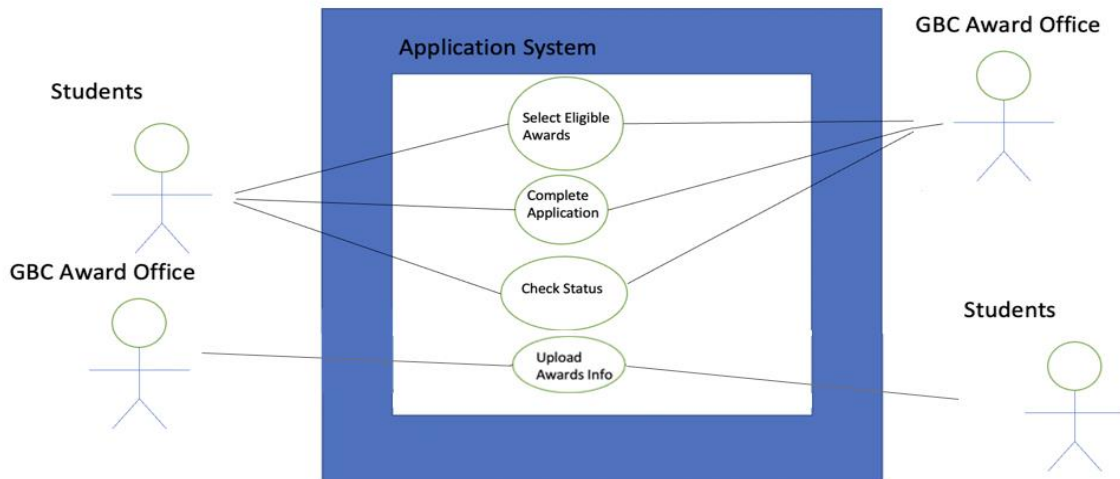 GBC Award Office
Application System
Students
Select Eligible
Awards
Complete
Application
GBC Award Office
Check Status
Students
Upload
Awards Info